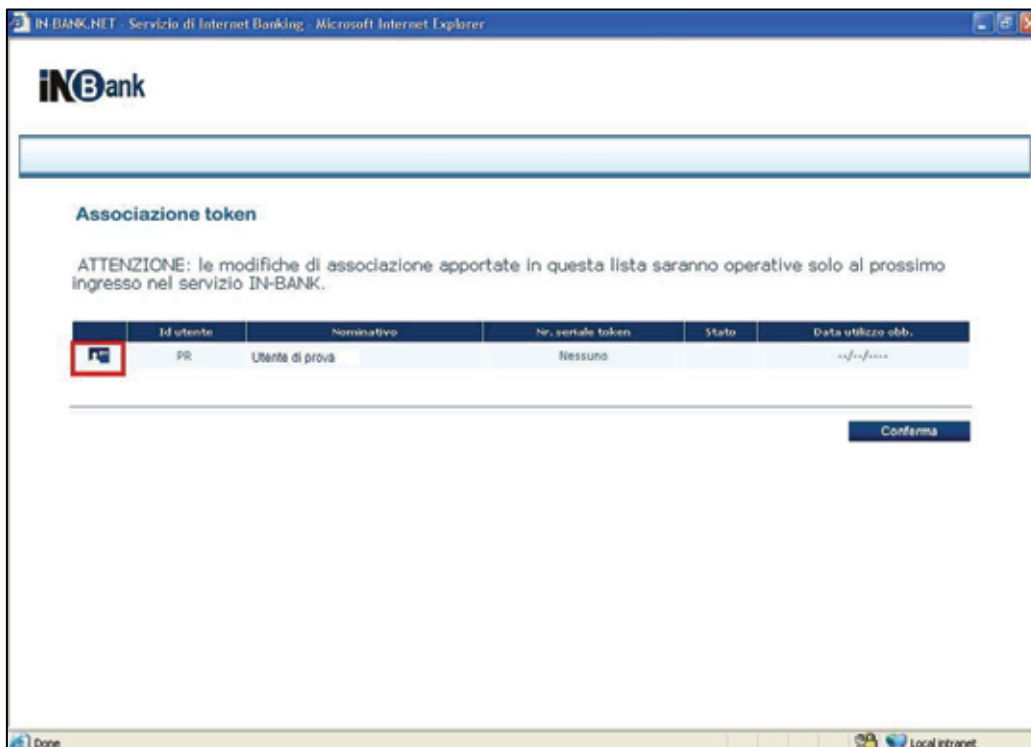 IN-BANK.NET - Servizio di Internet Banking - Microsoft Internet Explorer
iNBank
Associazione token
ATTENZIONE: le modifiche di associazione apportate in questa lista saranno operative solo al prossimo
ingresso nel servizio IN-BANK.
Id utente Nominativo Nr. seriale token Stato Data utilizzo obb.
PR Utente di prova Nessuno --/--/----
Conferma
Done Local intranet